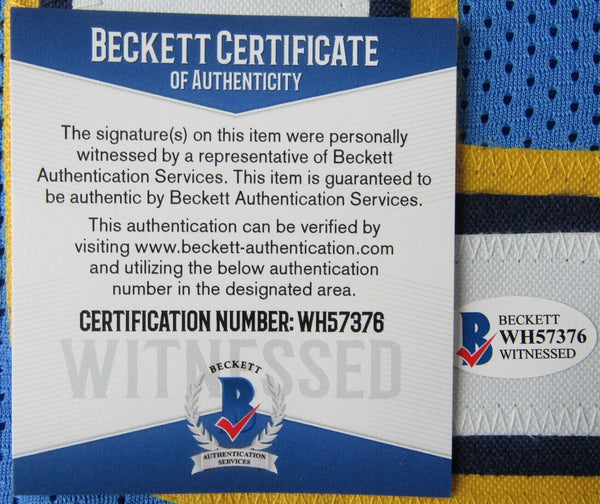 BECKETT CERTIFICATE
OF AUTHENTICITY
The signature(s) on this item were personally
witnessed by a representative of Beckett
Authentication Services. This item is guaranteed to
be authentic by Beckett Authentication Services.
This authentication can be verified by
visiting www.beckett-authentication.com
and utilizing the below authentication
number in the designated area.
CERTIFICATION NUMBER: WH57376
WITNESSED
BECKETT
B
AUTHENTICATION
SERVICES
B
BECKETT
WH57376
WITNESSED